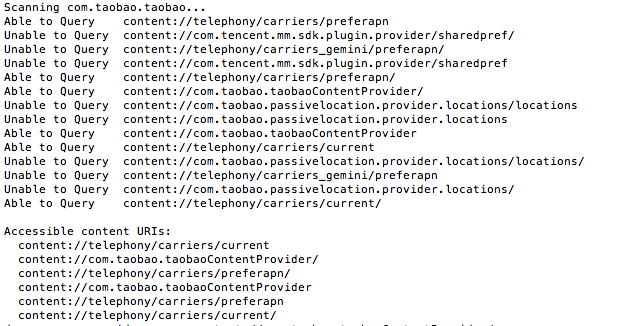 Scanning com.taobao.taobao...
Able to Query    content://telephony/carriers/preferapn
Unable to Query  content://com.tencent.mm.sdk.plugin.provider/sharedpref/
Unable to Query  content://telephony/carriers_gemini/preferapn/
Unable to Query  content://com.tencent.mm.sdk.plugin.provider/sharedpref
Able to Query    content://telephony/carriers/preferapn/
Able to Query    content://com.taobao.taobaoContentProvider/
Unable to Query  content://com.taobao.passivelocation.provider.locations/locations
Unable to Query  content://com.taobao.passivelocation.provider.locations
Able to Query    content://com.taobao.taobaoContentProvider
Able to Query    content://telephony/carriers/current
Unable to Query  content://com.taobao.passivelocation.provider.locations/locations/
Unable to Query  content://telephony/carriers_gemini/preferapn
Unable to Query  content://com.taobao.passivelocation.provider.locations/
Able to Query    content://telephony/carriers/current/

Accessible content URIs:
  content://telephony/carriers/current
  content://com.taobao.taobaoContentProvider/
  content://telephony/carriers/preferapn/
  content://com.taobao.taobaoContentProvider
  content://telephony/carriers/preferapn
  content://telephony/carriers/current/